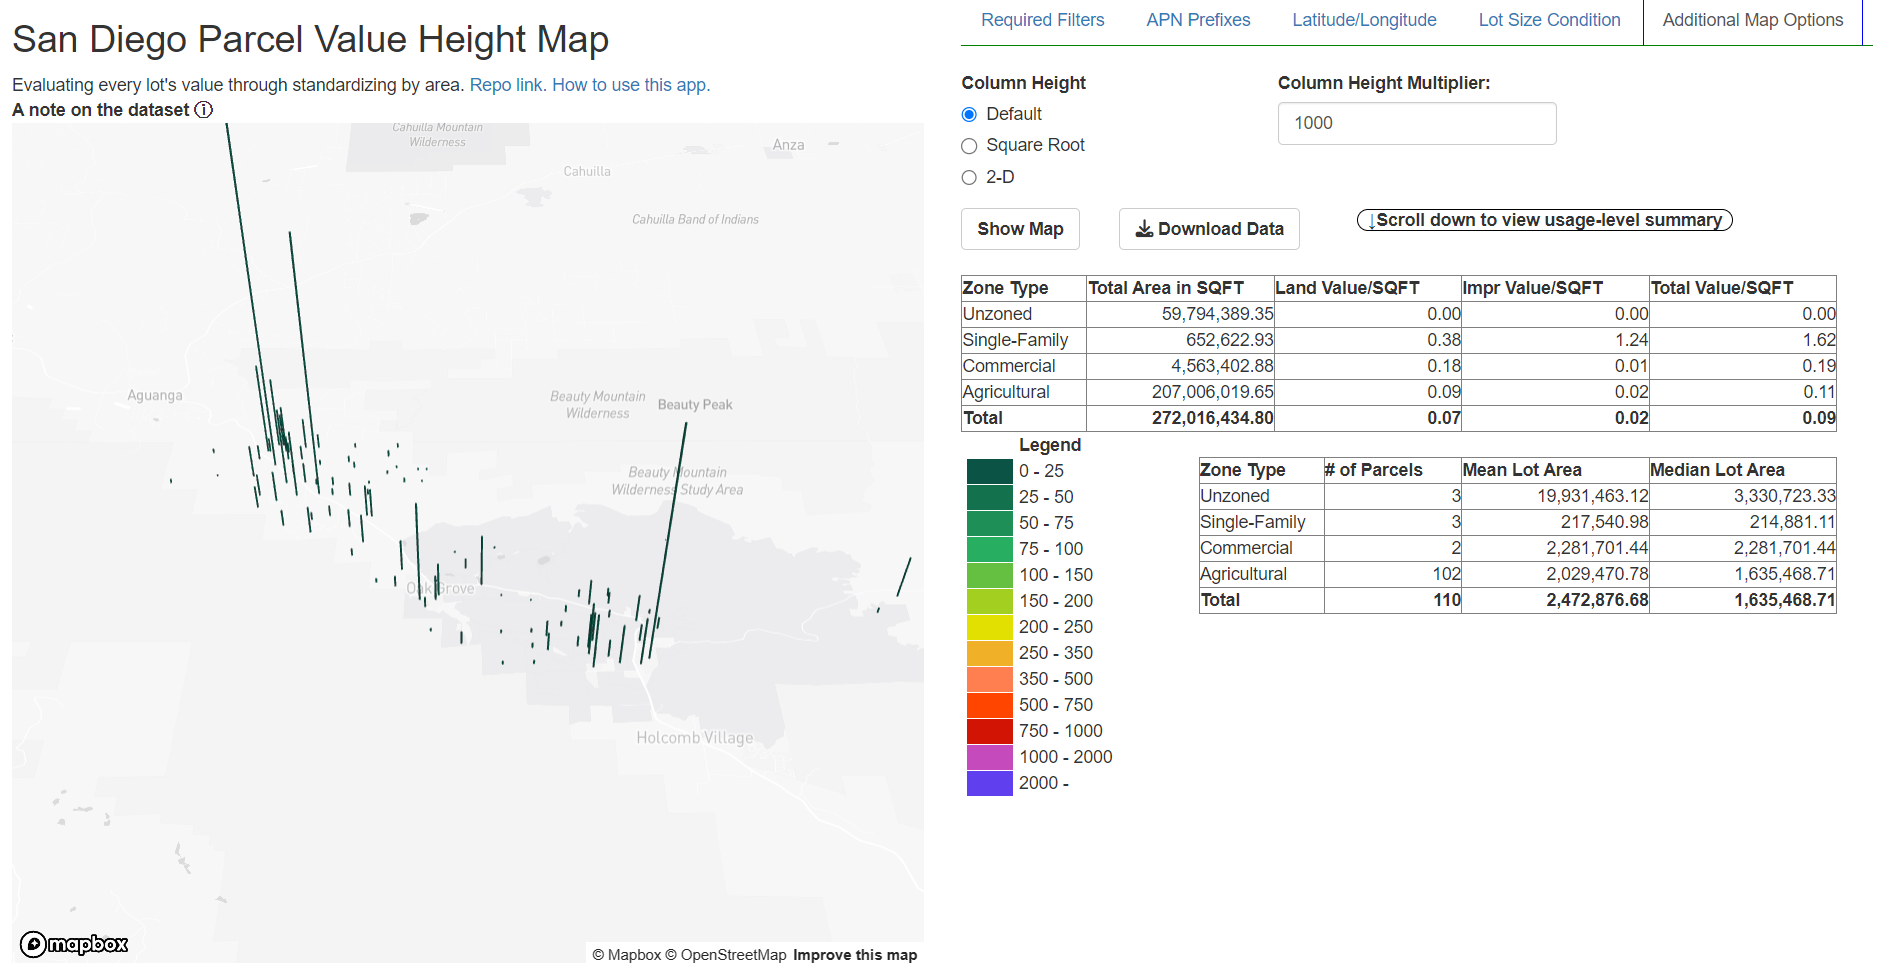 San Diego Parcel Value Height Map
Evaluating every lot's value through standardizing by area. Repo link. How to use this app.
A note on the dataset
Cahuilla Mountain
Wilderness
Anza
Cahuilla
Cahuilla Band of Indians
Aguanga
Beauty Mountain
Wilderness
Beauty Peak
Beauty Mountain
Wilderness Study Area
Oak Grove
Holcomb Village
mapbox
© Mapbox © OpenStreetMap Improve this map
Required Filters
APN Prefixes
Latitude/Longitude
Lot Size Condition
Additional Map Options
Column Height
Default
Square Root
2-D
Column Height Multiplier:
1000
Show Map
Download Data
↓Scroll down to view usage-level summary
Zone Type Total Area in SQFT Land Value/SQFT Impr Value/SQFT Total Value/SQFT
Unzoned 59,794,389.35 0.00 0.00 0.00
Single-Family 652,622.93 0.38 1.24 1.62
Commercial 4,563,402.88 0.18 0.01 0.19
Agricultural 207,006,019.65 0.09 0.02 0.11
Total 272,016,434.80 0.07 0.02 0.09
Legend
0 - 25
25 - 50
50 - 75
75 - 100
100 - 150
150 - 200
200 - 250
250 - 350
350 - 500
500 - 750
750 - 1000
1000 - 2000
2000 -
Zone Type # of Parcels Mean Lot Area Median Lot Area
Unzoned 3 19,931,463.12 3,330,723.33
Single-Family 3 217,540.98 214,881.11
Commercial 2 2,281,701.44 2,281,701.44
Agricultural 102 2,029,470.78 1,635,468.71
Total 110 2,472,876.68 1,635,468.71